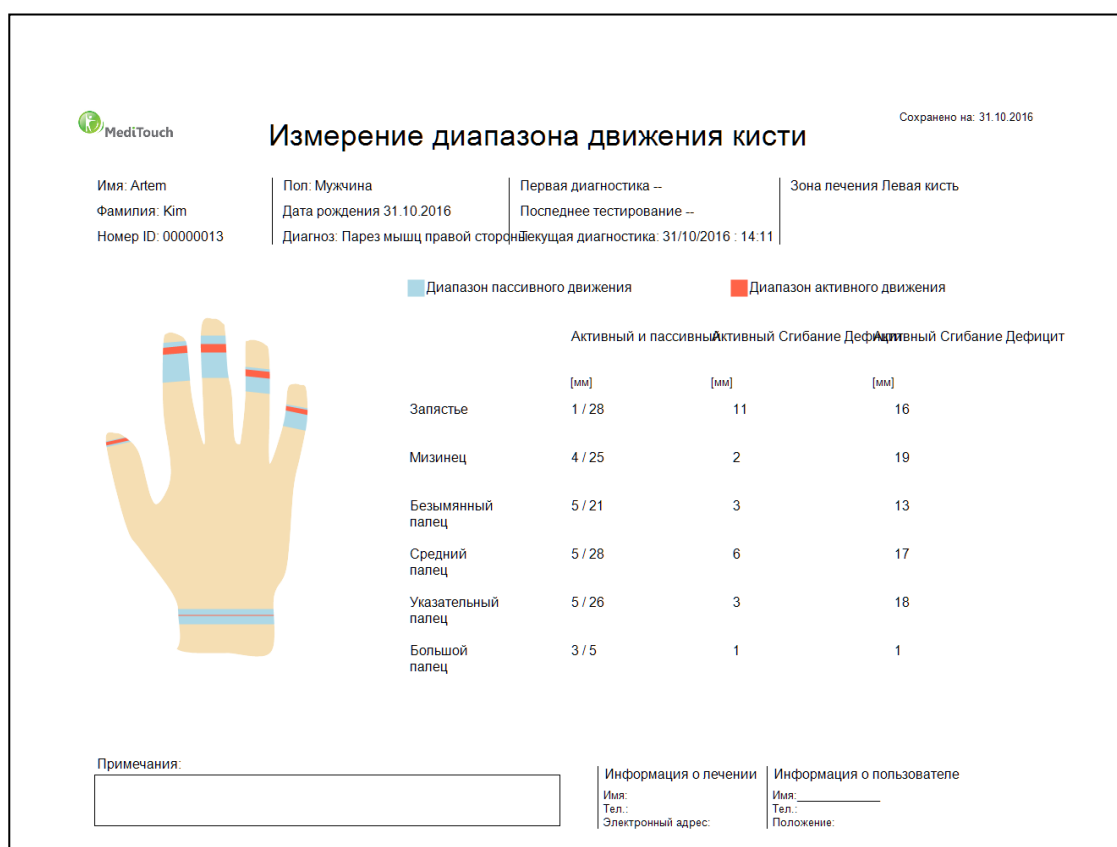 MediTouch
Измерение диапазона движения кисти
Сохранено на: 31.10.2016
Имя: Artem
Фамилия: Kim
Номер ID: 00000013
Пол: Мужчина
Дата рождения 31.10.2016
Диагноз: Парез мышц правой стороны
Первая диагностика --
Последнее тестирование --
Текущая диагностика: 31/10/2016 : 14:11
Зона лечения Левая кисть
Диапазон пассивного движения
Диапазон активного движения
Активный и пассивный
Активный Сгибание Дефицит
Активный Сгибание Дефицит
[мм] [мм] [мм]
Запястье 1 / 28 11 16
Мизинец 4 / 25 2 19
Безымянный 5 / 21 3 13
палец
Средний 5 / 28 6 17
палец
Указательный 5 / 26 3 18
палец
Большой 3 / 5 1 1
палец
Примечания:
Информация о лечении
Имя:
Тел.:
Электронный адрес:
Информация о пользователе
Имя:
Тел.:
Положение: